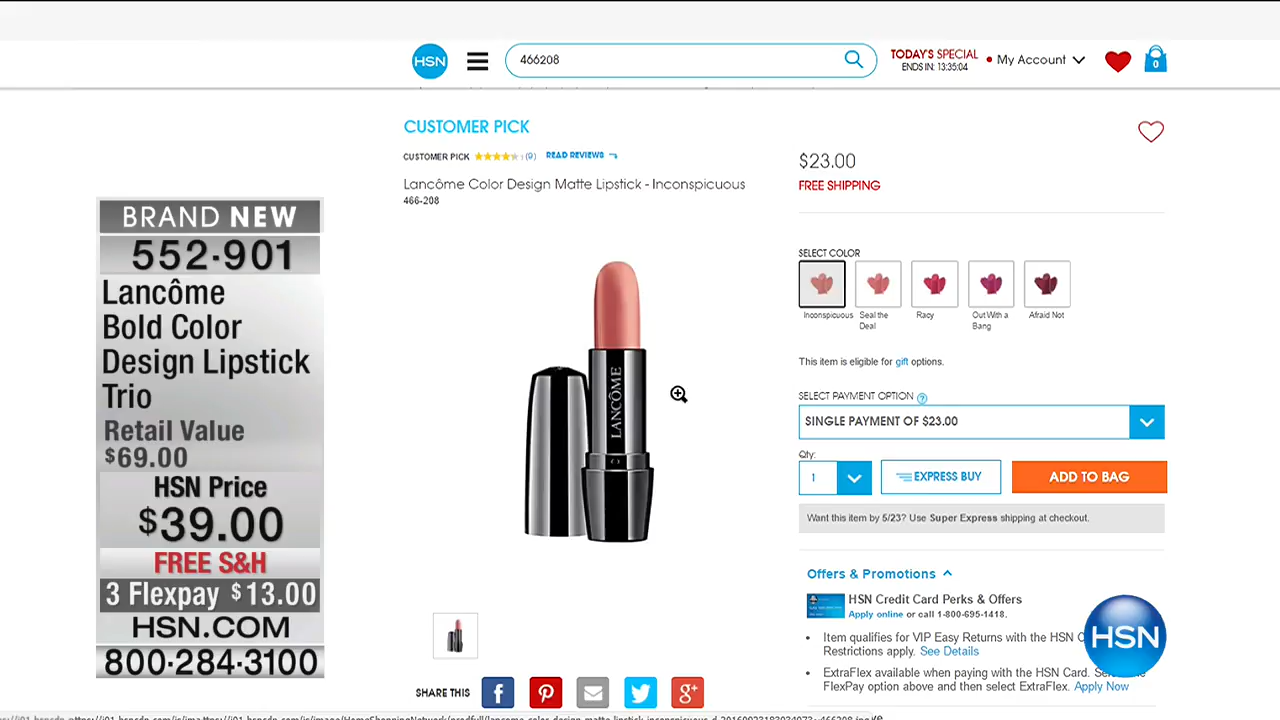 HSN
466208
TODAY'S SPECIAL
ENDS IN: 13:35:04
My Account
0
CUSTOMER PICK
CUSTOMER PICK (9) READ REVIEWS
Lancôme Color Design Matte Lipstick - Inconspicuous
466-208
$23.00
FREE SHIPPING
BRAND NEW
552-901
Lancôme
Bold Color
Design Lipstick
Trio
Retail Value
$69.00
HSN Price
$39.00
FREE S&H
3 Flexpay $13.00
HSN.COM
800-284-3100
LANCÔME
SELECT COLOR
Inconspicuous
Seal the
Deal
Racy
Out With a
Bang
Afraid Not
This item is eligible for gift options.
SELECT PAYMENT OPTION ?
SINGLE PAYMENT OF $23.00
Qty:
1
EXPRESS BUY
ADD TO BAG
Want this item by 5/23? Use Super Express shipping at checkout.
Offers & Promotions
HSN Credit Card Perks & Offers
Apply online or call 1-800-695-1418.
Item qualifies for VIP Easy Returns with the HSN
Restrictions apply. See Details
ExtraFlex available when paying with the HSN Card.
FlexPay option above and then select ExtraFlex. Apply Now
HSN
SHARE THIS